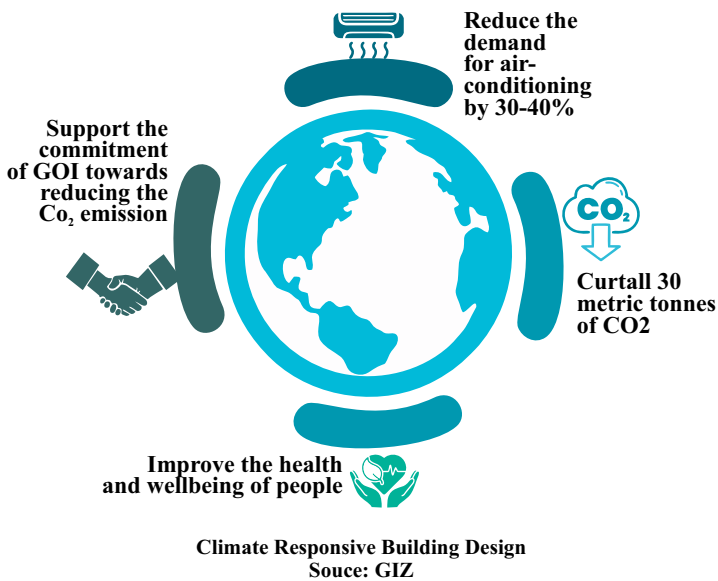 Reduce the
demand
for air-
conditioning
by 30-40%
Support the
commitment
of GOI towards
reducing the
Co₂ emission
CO₂
Curtall 30
metric tonnes
of CO2
Improve the health
and wellbeing of people
Climate Responsive Building Design
Souce: GIZ